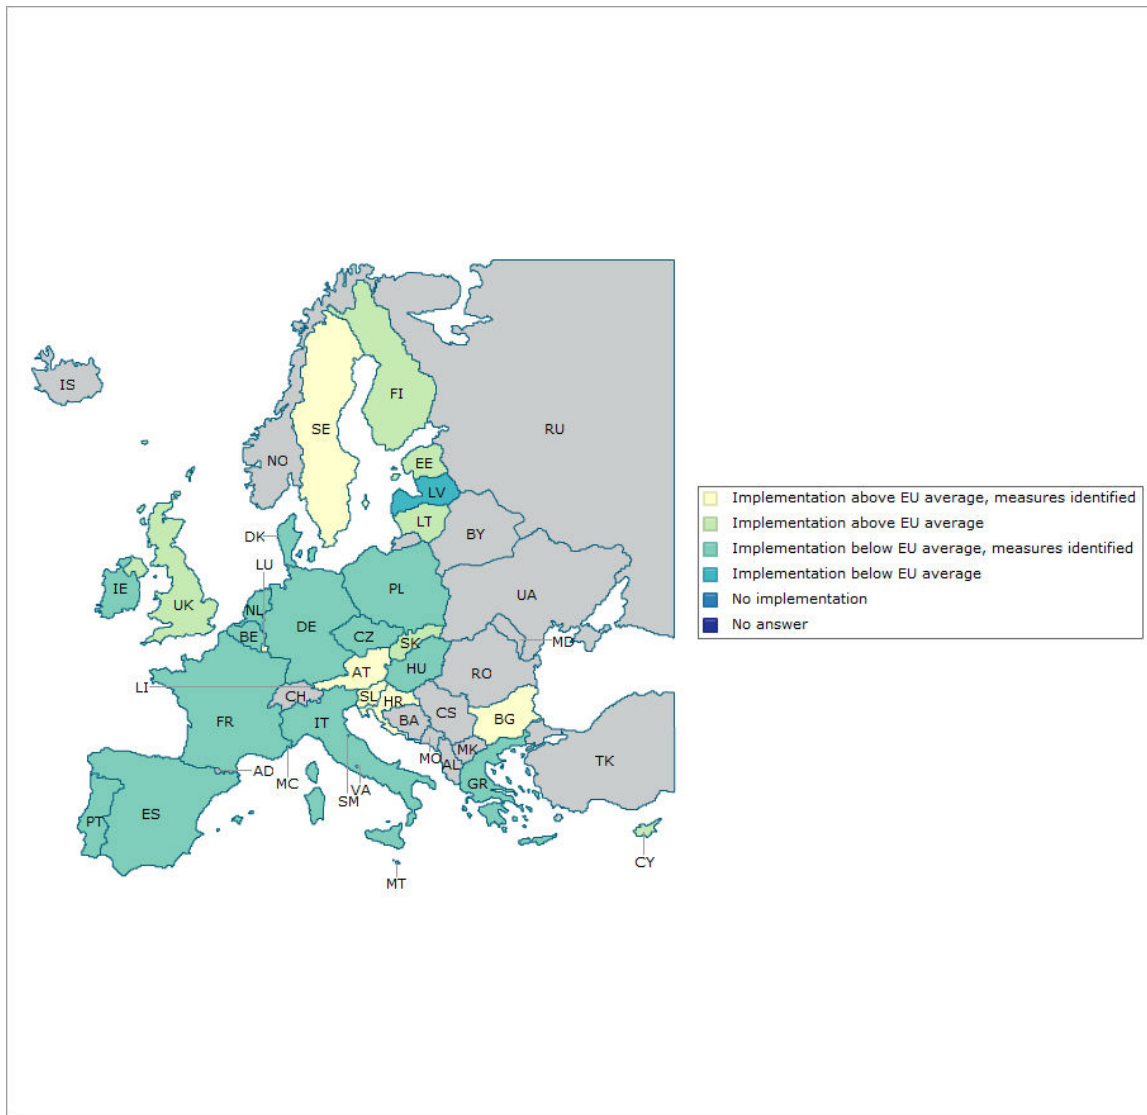 IS
FI
SE
RU
NO
EE
LV
LT
DK
BY
LU
IE
PL
UA
UK
NL
DE
BE
CZ
SK
MD
HU
AT
RO
LI
CH
SL
HR
CS
FR
IT
BA
BG
MO
MK
AL
TK
AD
MC
VA
SM
GR
ES
PT
CY
MT
Implementation above EU average, measures identified
Implementation above EU average
Implementation below EU average, measures identified
Implementation below EU average
No implementation
No answer